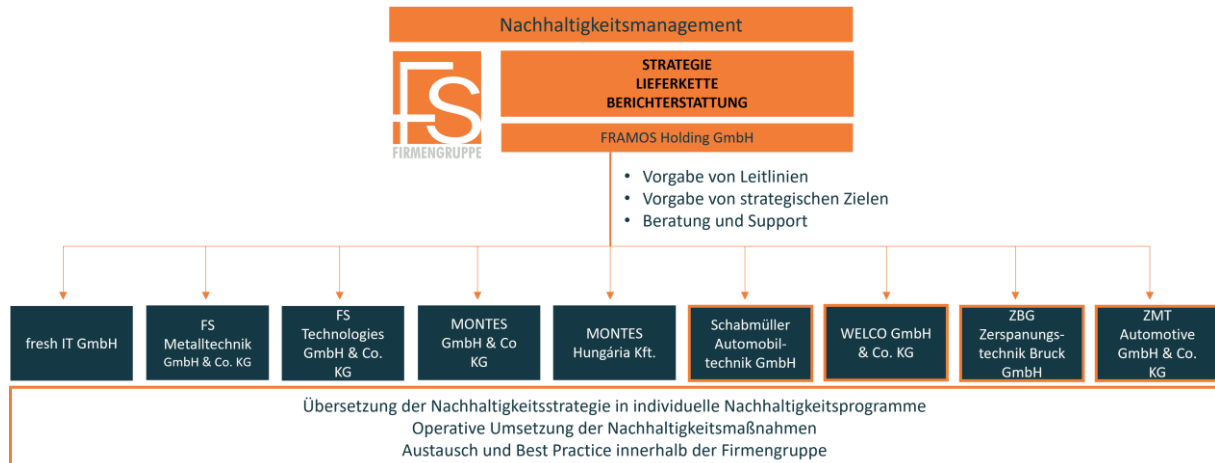 Nachhaltigkeitsmanagement
FS
FIRMENGRUPPE
STRATEGIE
LIEFERKETTE
BERICHTERSTATTUNG
FRAMOS Holding GmbH
• Vorgabe von Leitlinien
• Vorgabe von strategischen Zielen
• Beratung und Support
fresh IT GmbH
FS
Metalltechnik
GmbH & Co. KG
FS
Technologies
GmbH & Co.
KG
MONTES
GmbH & Co
KG
MONTES
Hungária Kft.
Schabmüller
Automobil-
technik GmbH
WELCO GmbH
& Co. KG
ZBG
Zerspanungs-
technik Bruck
GmbH
ZMT
Automotive
GmbH & Co.
KG
Übersetzung der Nachhaltigkeitsstrategie in individuelle Nachhaltigkeitsprogramme
Operative Umsetzung der Nachhaltigkeitsmaßnahmen
Austausch und Best Practice innerhalb der Firmengruppe